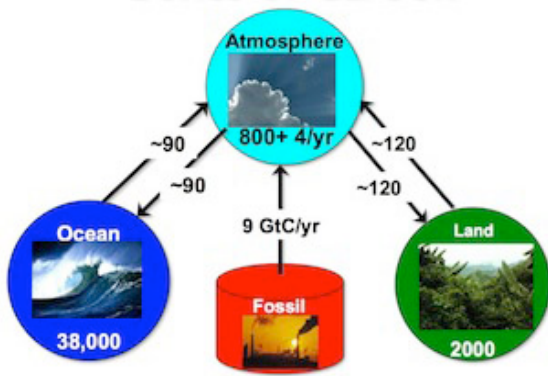 Atmosphere
800+ 4/yr
~90
~90
~120
~120
9 GtC/yr
Ocean
38,000
Fossil
Land
2000